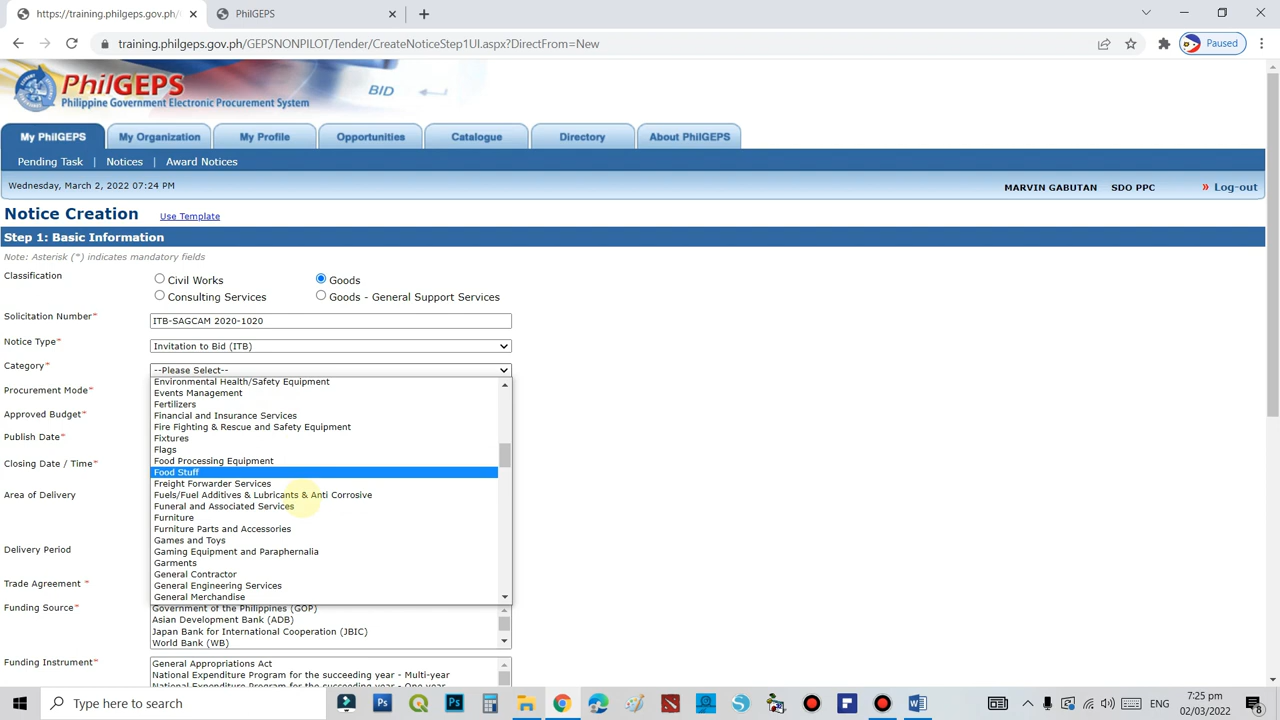 https://training.philgeps.gov.ph/
PhilGEPS
training.philgeps.gov.ph/GEPSNONPILOT/Tender/CreateNoticeStep1UI.aspx?DirectFrom=New
Paused
PhilGEPS
Philippine Government Electronic Procurement System
BID
My PhilGEPS
My Organization
My Profile
Opportunities
Catalogue
Directory
About PhilGEPS
Pending Task | Notices | Award Notices
Wednesday, March 2, 2022 07:24 PM
MARVIN GABUTAN SDO PPC » Log-out
Notice Creation Use Template
Step 1: Basic Information
Note: Asterisk (*) indicates mandatory fields
Classification
Civil Works
Goods
Consulting Services
Goods - General Support Services
Solicitation Number*
ITB-SAGCAM 2020-1020
Notice Type*
Invitation to Bid (ITB)
Category*
--Please Select--
Environmental Health/Safety Equipment
Procurement Mode*
Events Management
Fertilizers
Approved Budget*
Financial and Insurance Services
Fire Fighting & Rescue and Safety Equipment
Publish Date*
Fixtures
Flags
Closing Date / Time*
Food Processing Equipment
Food Stuff
Freight Forwarder Services
Area of Delivery
Fuels/Fuel Additives & Lubricants & Anti Corrosive
Funeral and Associated Services
Furniture
Furniture Parts and Accessories
Games and Toys
Delivery Period
Gaming Equipment and Paraphernalia
Garments
General Contractor
Trade Agreement *
General Engineering Services
General Merchandise
Funding Source*
Government of the Philippines (GOP)
Asian Development Bank (ADB)
Japan Bank for International Cooperation (JBIC)
World Bank (WB)
Funding Instrument*
General Appropriations Act
National Expenditure Program for the succeeding year - Multi-year
National Expenditure Program for the succeeding year - One year
Type here to search
ENG
7:25 pm
02/03/2022